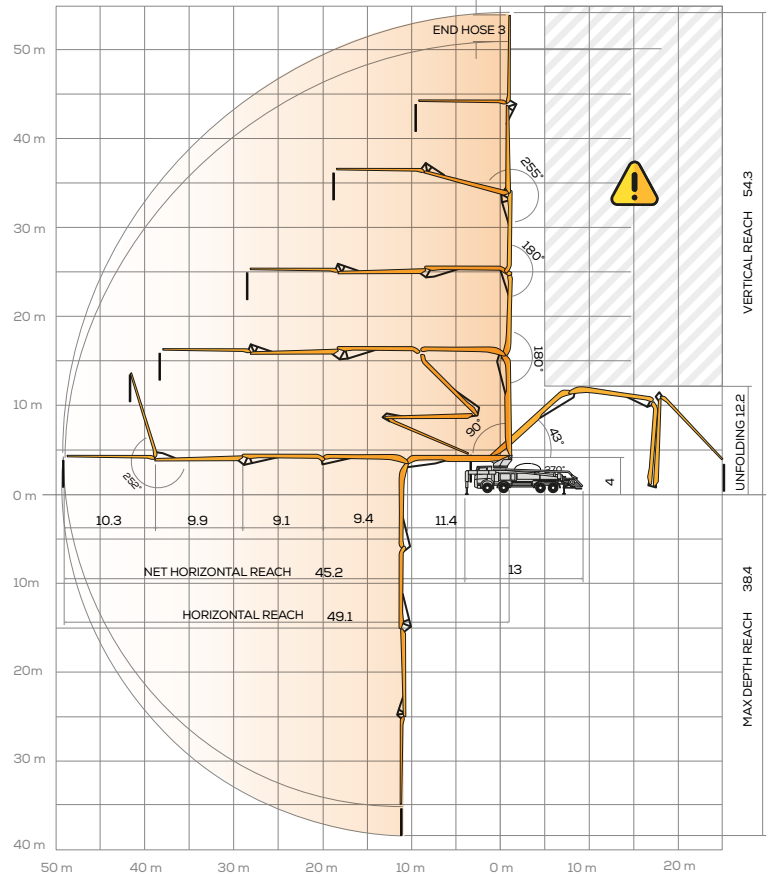 END HOSE 3
50 m
40 m
30 m
20 m
10 m
0 m
10m
20m
30 m
40 m
255°
180°
180°
90°
43°
252°
270°
VERTICAL REACH 54.3
UNFOLDING 12.2
4
10.3 9.9 9.1 9.4 11.4
13
NET HORIZONTAL REACH 45.2
HORIZONTAL REACH 49.1
MAX DEPTH REACH 38.4
50 m 40 m 30 m 20 m 10 m 0 m 10 m 20 m